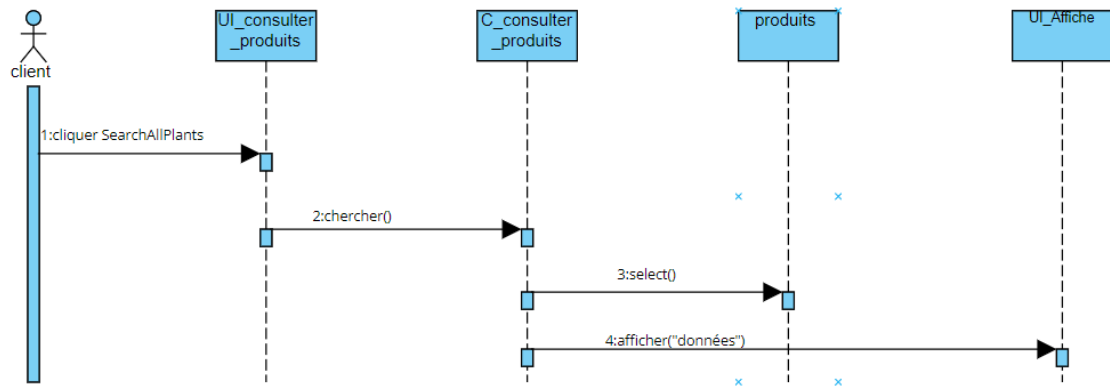 UI_consulter
_produits
C_consulter
_produits
produits
UI_Affiche
client
1:cliquer SearchAllPlants
2:chercher()
3:select()
4:afficher("données")